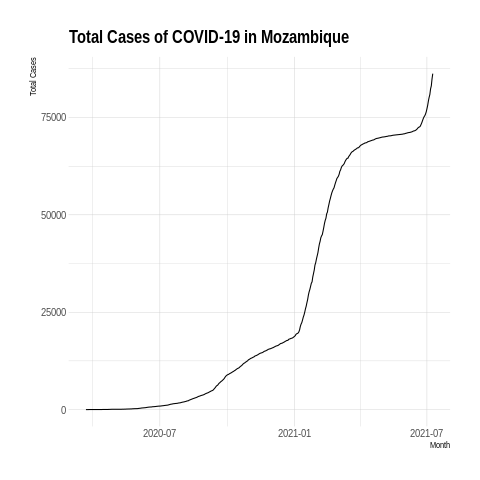 Total Cases of COVID-19 in Mozambique
Total Cases
75000
50000
25000
0
2020-07
2021-01
2021-07
Month